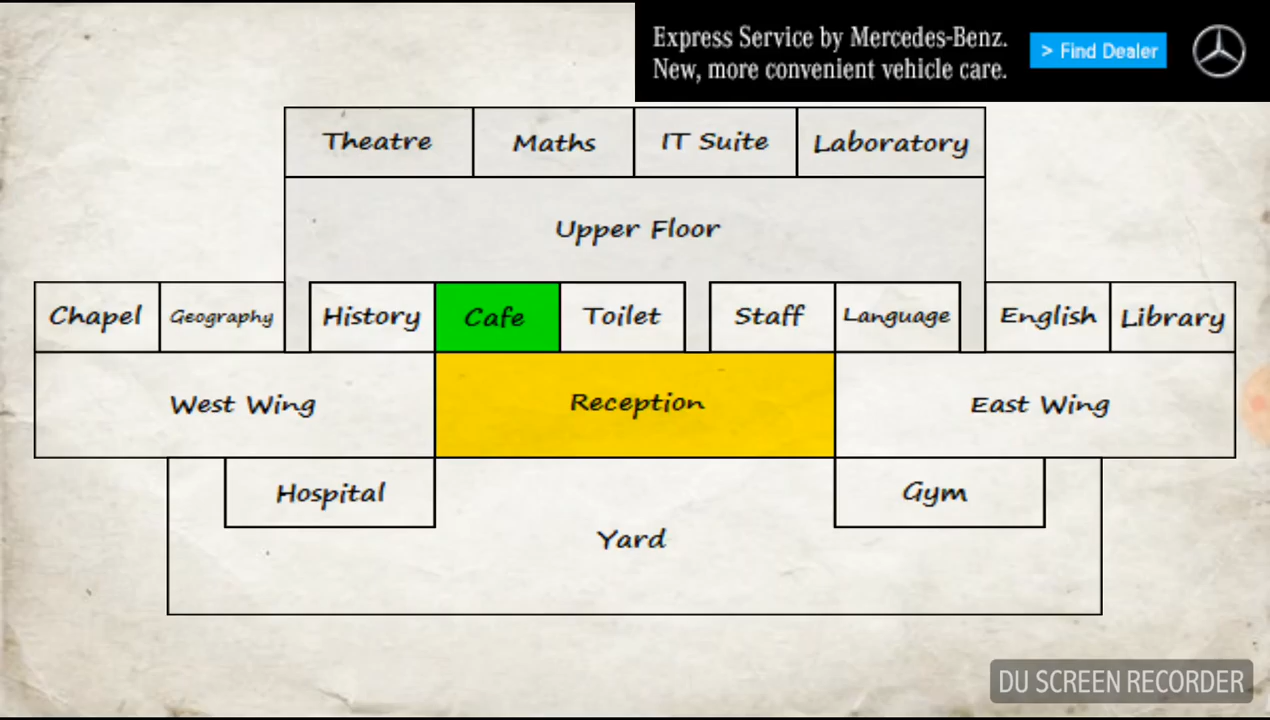 Express Service by Mercedes-Benz.
New, more convenient vehicle care.
> Find Dealer
Theatre
Maths
IT Suite
Laboratory
Upper Floor
Chapel
Geography
History
Cafe
Toilet
Staff
Language
English
Library
West Wing
Reception
East Wing
Hospital
Gym
Yard
DU SCREEN RECORDER